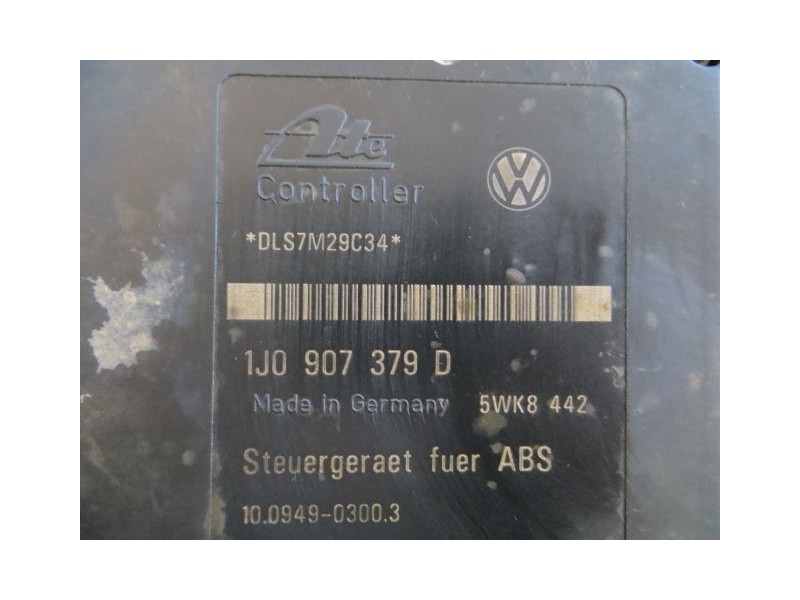 Ate
Controller
*DLS7M29C34*
1J0 907 379 D
Made in Germany 5WK8 442
Steuergeraet fuer ABS
10.0949-0300.3